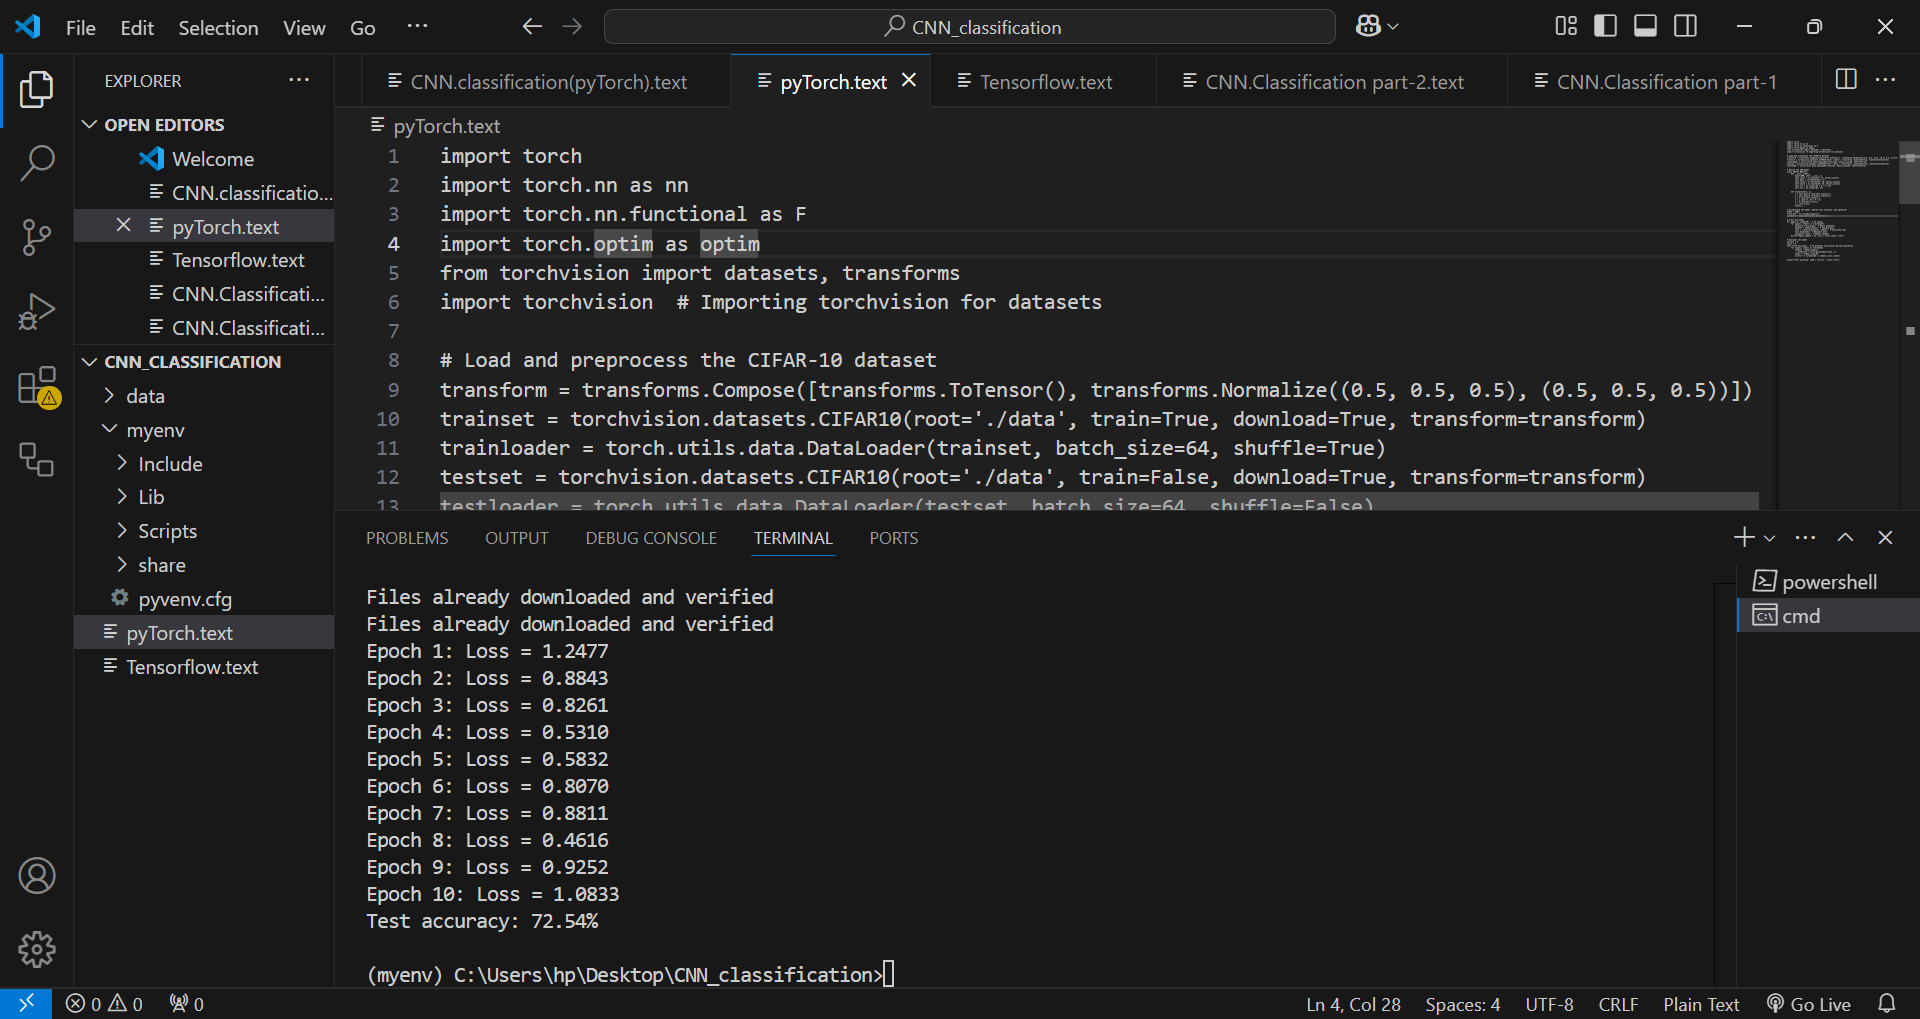 File Edit Selection View Go ···
CNN_classification
EXPLORER
OPEN EDITORS
Welcome
CNN.classificatio...
pyTorch.text
Tensorflow.text
CNN.Classificati...
CNN.Classificati...
CNN_CLASSIFICATION
data
myenv
Include
Lib
Scripts
share
pyvenv.cfg
pyTorch.text
Tensorflow.text
CNN.classification(pyTorch).text pyTorch.text Tensorflow.text CNN.Classification part-2.text CNN.Classification part-1
pyTorch.text
1 import torch
2 import torch.nn as nn
3 import torch.nn.functional as F
4 import torch.optim as optim
5 from torchvision import datasets, transforms
6 import torchvision  # Importing torchvision for datasets
7
8 # Load and preprocess the CIFAR-10 dataset
9 transform = transforms.Compose([transforms.ToTensor(), transforms.Normalize((0.5, 0.5, 0.5), (0.5, 0.5, 0.5))])
10 trainset = torchvision.datasets.CIFAR10(root='./data', train=True, download=True, transform=transform)
11 trainloader = torch.utils.data.DataLoader(trainset, batch_size=64, shuffle=True)
12 testset = torchvision.datasets.CIFAR10(root='./data', train=False, download=True, transform=transform)
13 testloader = torch.utils.data.DataLoader(testset, batch_size=64, shuffle=False)
PROBLEMS OUTPUT DEBUG CONSOLE TERMINAL PORTS
Files already downloaded and verified
Files already downloaded and verified
Epoch 1: Loss = 1.2477
Epoch 2: Loss = 0.8843
Epoch 3: Loss = 0.8261
Epoch 4: Loss = 0.5310
Epoch 5: Loss = 0.5832
Epoch 6: Loss = 0.8070
Epoch 7: Loss = 0.8811
Epoch 8: Loss = 0.4616
Epoch 9: Loss = 0.9252
Epoch 10: Loss = 1.0833
Test accuracy: 72.54%
(myenv) C:\Users\hp\Desktop\CNN_classification>
powershell
cmd
0 0 0 Ln 4, Col 28 Spaces: 4 UTF-8 CRLF Plain Text Go Live